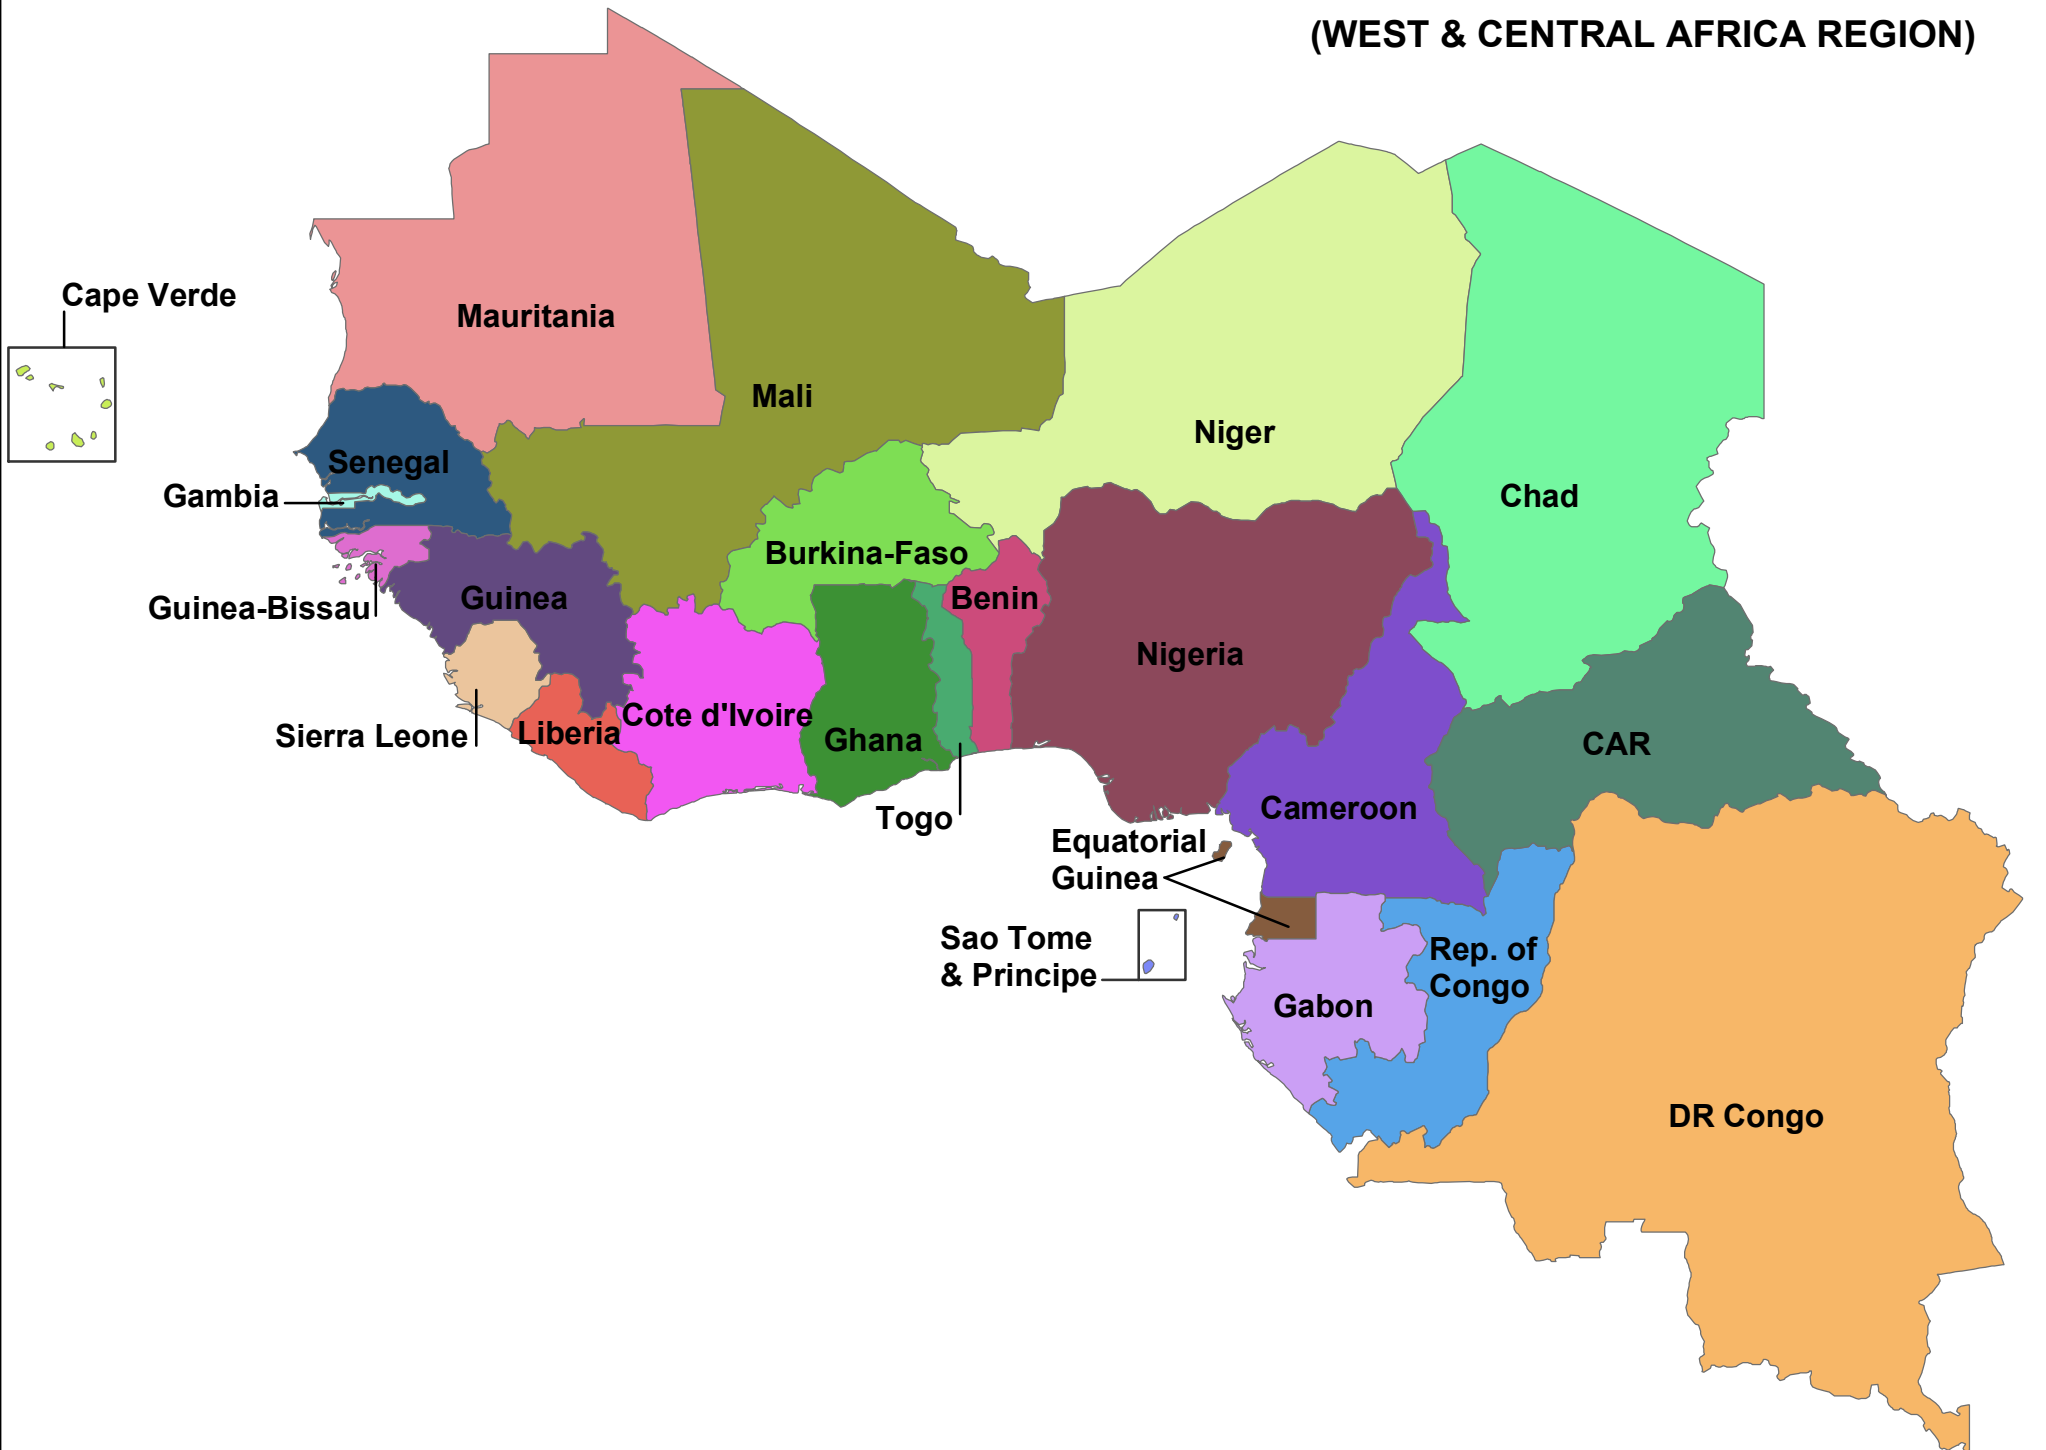 (WEST & CENTRAL AFRICA REGION)
Cape Verde
Mauritania
Mali
Niger
Senegal
Gambia
Chad
Burkina-Faso
Guinea-Bissau
Guinea
Benin
Nigeria
Sierra Leone
Liberia
Cote d'Ivoire
Ghana
CAR
Togo
Cameroon
Equatorial
Guinea
Sao Tome
& Principe
Rep. of
Congo
Gabon
DR Congo